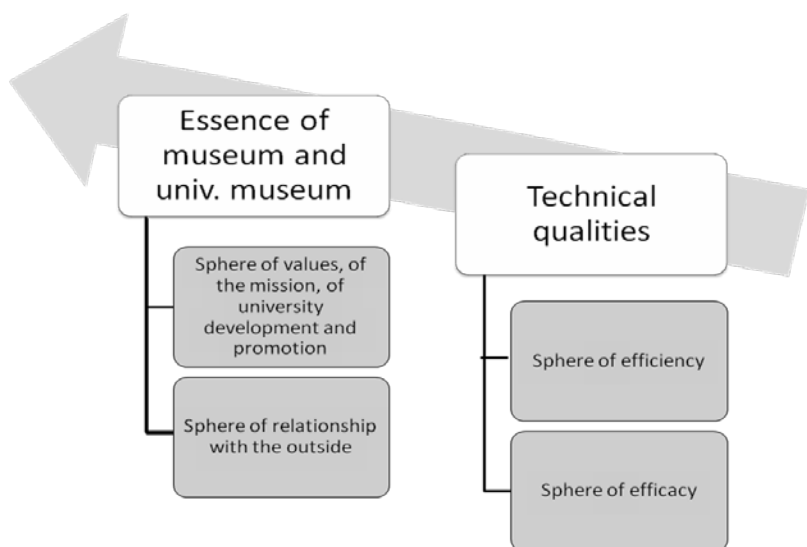 Essence of
museum and
univ. museum
Sphere of values, of
the mission, of
university
development and
promotion
Sphere of relationship
with the outside
Technical
qualities
Sphere of efficiency
Sphere of efficacy